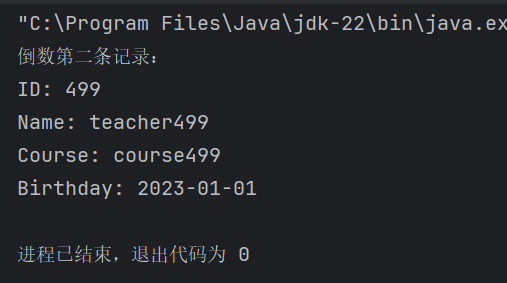 "C:\Program Files\Java\jdk-22\bin\java.ex
倒数第二条记录：
ID: 499
Name: teacher499
Course: course499
Birthday: 2023-01-01
进程已结束，退出代码为 0